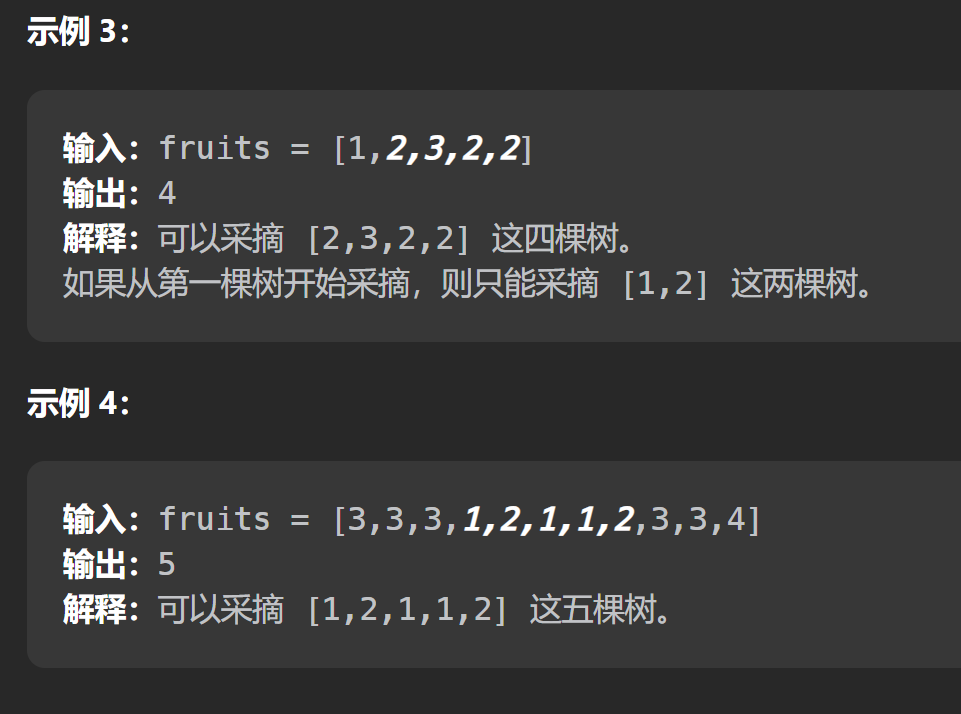 示例 3：
输入：fruits = [1,2,3,2,2]
输出：4
解释：可以采摘 [2,3,2,2] 这四棵树。
如果从第一棵树开始采摘，则只能采摘 [1,2] 这两棵树。
示例 4：
输入：fruits = [3,3,3,1,2,1,1,2,3,3,4]
输出：5
解释：可以采摘 [1,2,1,1,2] 这五棵树。